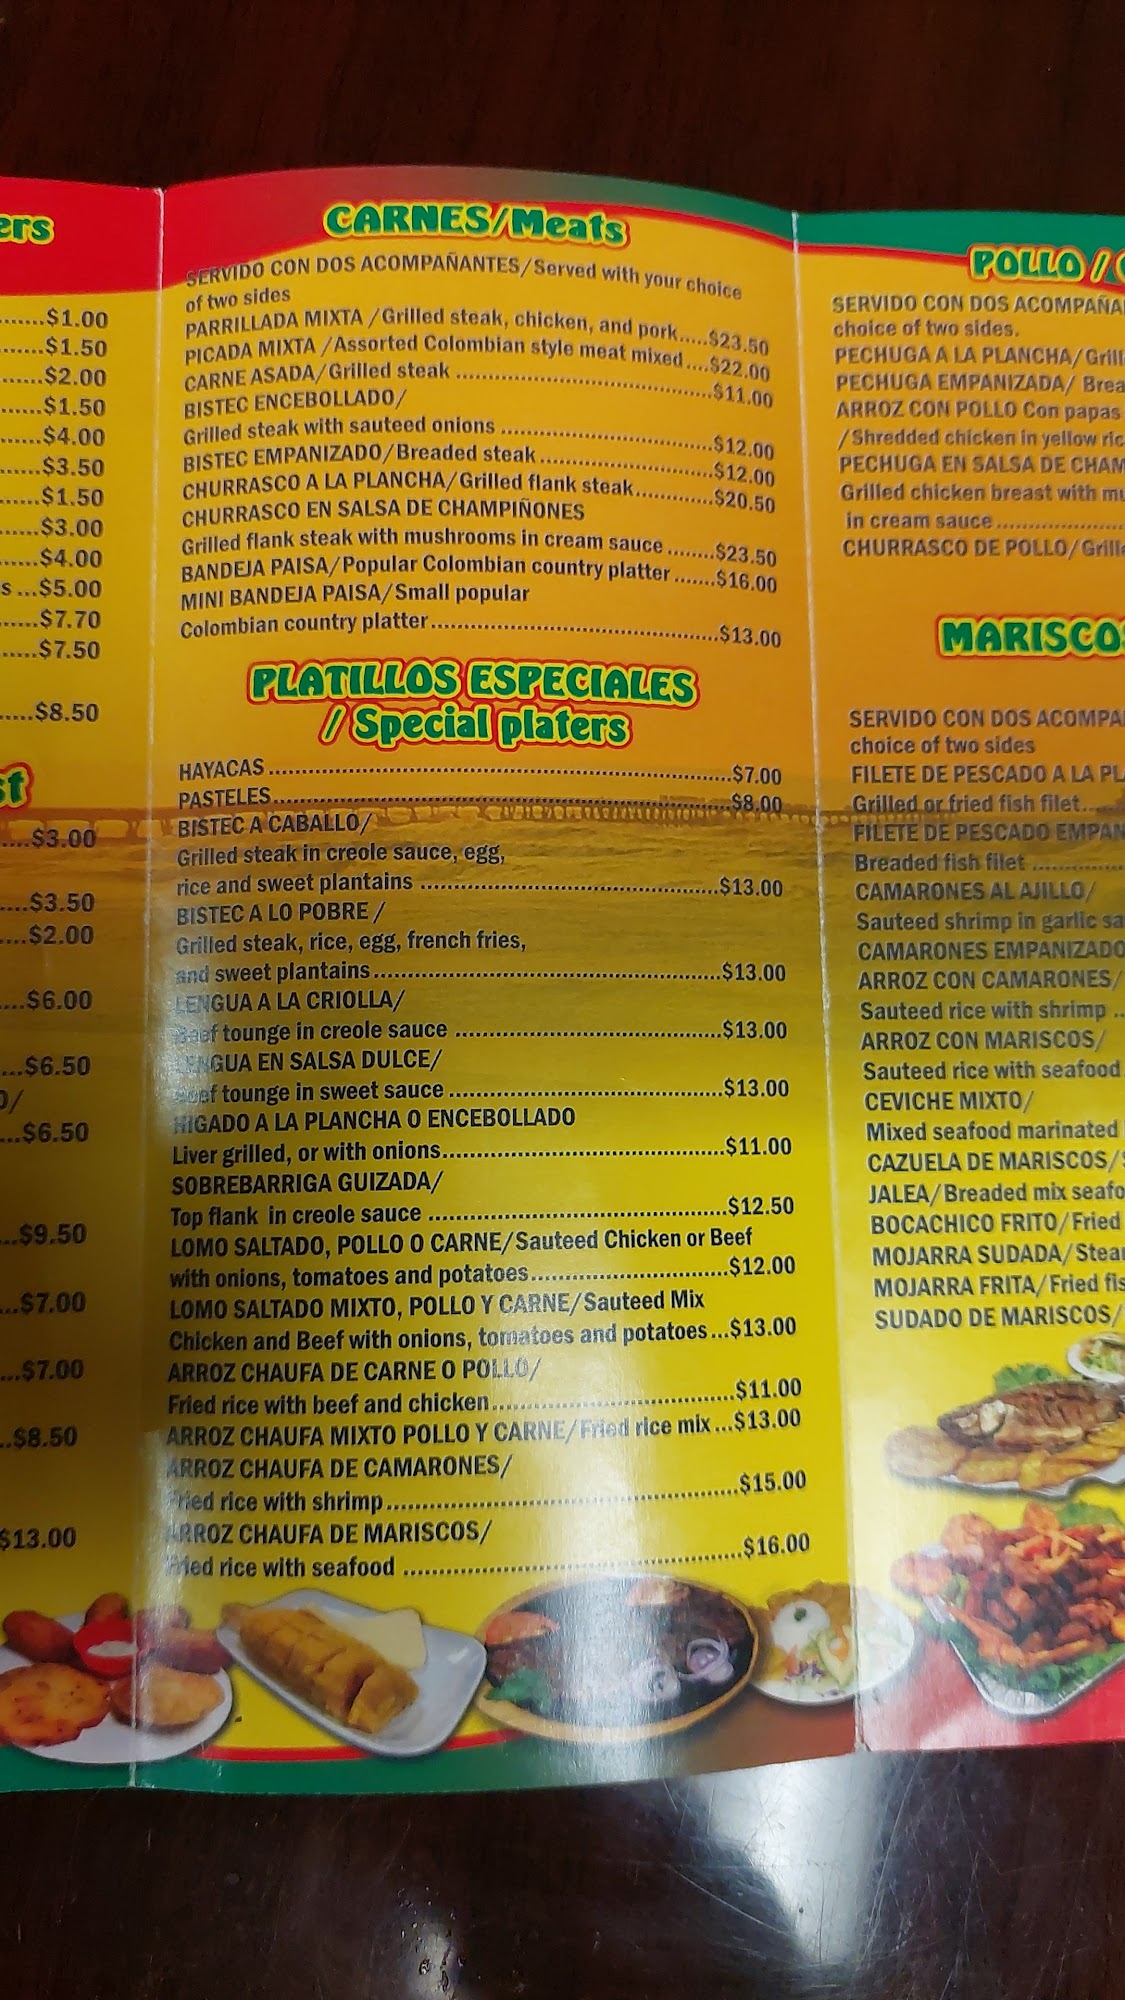 ers
$1.00
$1.50
$2.00
$1.50
$4.00
$3.50
$1.50
$3.00
$4.00
s ...$5.00
$7.70
$7.50
$8.50
st
$3.00
$3.50
$2.00
$6.00
$6.50
O/
$6.50
$9.50
$7.00
$7.00
$8.50
$13.00
CARNES/Meats
SERVIDO CON DOS ACOMPAÑANTES/Served with your choice
of two sides
PARRILLADA MIXTA /Grilled steak, chicken, and pork.....$23.50
PICADA MIXTA /Assorted Colombian style meat mixed ....$22.00
CARNE ASADA/Grilled steak ...$11.00
BISTEC ENCEBOLLADO/
Grilled steak with sauteed onions ...$12.00
BISTEC EMPANIZADO/Breaded steak...$12.00
CHURRASCO A LA PLANCHA/Grilled flank steak...$20.50
CHURRASCO EN SALSA DE CHAMPIÑONES
Grilled flank steak with mushrooms in cream sauce ........$23.50
BANDEJA PAISA/Popular Colombian country platter .......$16.00
MINI BANDEJA PAISA/Small popular
Colombian country platter...$13.00
PLATILLOS ESPECIALES
/ Special platers
HAYACAS ...$7.00
PASTELES...$8.00
BISTEC A CABALLO/
Grilled steak in creole sauce, egg,
rice and sweet plantains ...$13.00
BISTEC A LO POBRE /
Grilled steak, rice, egg, french fries,
and sweet plantains...$13.00
LENGUA A LA CRIOLLA/
Beef tounge in creole sauce ...$13.00
LENGUA EN SALSA DULCE/
Beef tounge in sweet sauce ...$13.00
HIGADO A LA PLANCHA O ENCEBOLLADO
Liver grilled, or with onions...$11.00
SOBREBARRIGA GUIZADA/
Top flank in creole sauce ...$12.50
LOMO SALTADO, POLLO O CARNE/Sauteed Chicken or Beef
with onions, tomatoes and potatoes...$12.00
LOMO SALTADO MIXTO, POLLO Y CARNE/Sauteed Mix
Chicken and Beef with onions, tomatoes and potatoes...$13.00
ARROZ CHAUFA DE CARNE O POLLO/
Fried rice with beef and chicken...$11.00
ARROZ CHAUFA MIXTO POLLO Y CARNE/Fried rice mix...$13.00
ARROZ CHAUFA DE CAMARONES/
Fried rice with shrimp...$15.00
ARROZ CHAUFA DE MARISCOS/
Fried rice with seafood ...$16.00
POLLO /
SERVIDO CON DOS ACOMPAÑA
choice of two sides.
PECHUGA A LA PLANCHA/Grill
PECHUGA EMPANIZADA/ Brea
ARROZ CON POLLO Con papas
/Shredded chicken in yellow ric
PECHUGA EN SALSA DE CHAM
Grilled chicken breast with mu
in cream sauce
CHURRASCO DE POLLO/Grille
MARISCOS
SERVIDO CON DOS ACOMPA
choice of two sides
FILETE DE PESCADO A LA PL
Grilled or fried fish filet
FILETE DE PESCADO EMPAN
Breaded fish filet
CAMARONES AL AJILLO/
Sauteed shrimp in garlic sa
CAMARONES EMPANIZADO
ARROZ CON CAMARONES/
Sauteed rice with shrimp
ARROZ CON MARISCOS/
Sauteed rice with seafood
CEVICHE MIXTO/
Mixed seafood marinated
CAZUELA DE MARISCOS/
JALEA/Breaded mix seafo
BOCACHICO FRITO/Fried
MOJARRA SUDADA/Stea
MOJARRA FRITA/Fried fis
SUDADO DE MARISCOS/